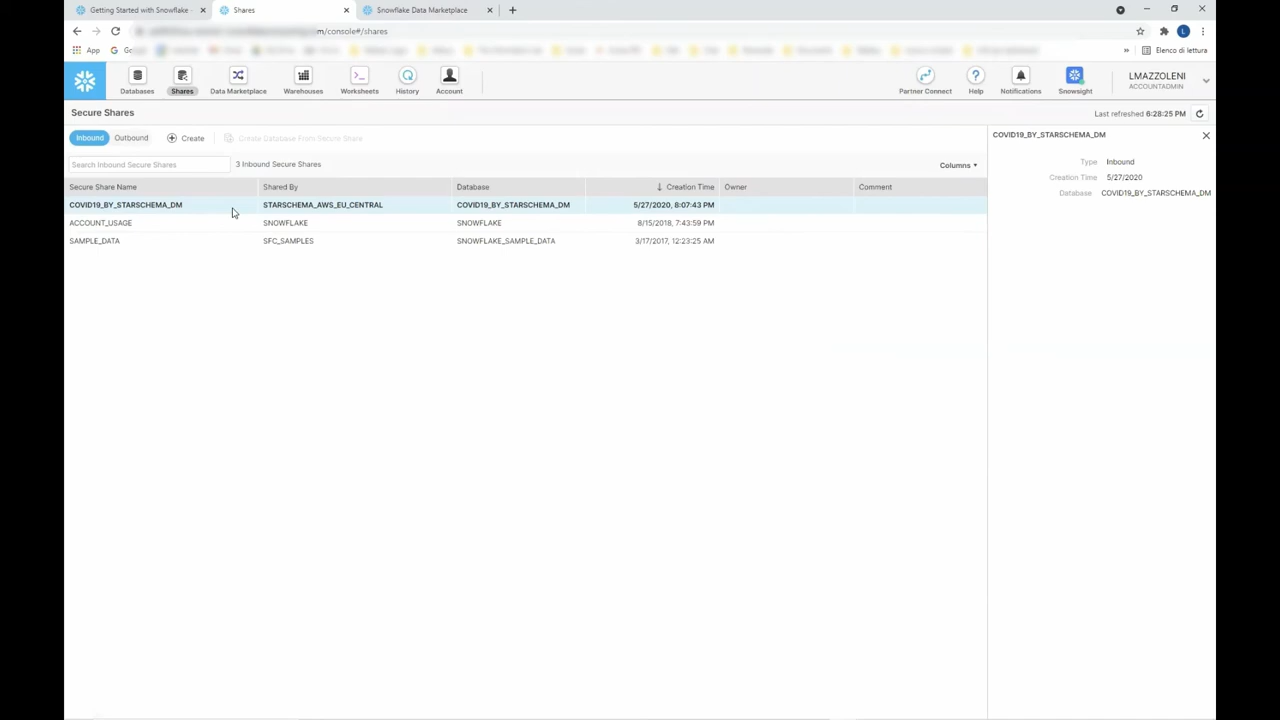 Getting Started with Snowflake -
Shares
Snowflake Data Marketplace
m/console#/shares
App
Elenco di lettura
Databases
Shares
Data Marketplace
Warehouses
Worksheets
History
Account
Partner Connect
Help
Notifications
Snowsight
LMAZZOLENI
ACCOUNTADMIN
Secure Shares
Last refreshed 6:28:25 PM
Inbound Outbound Create Create Database From Secure Share
COVID19_BY_STARSCHEMA_DM
Search Inbound Secure Shares 3 Inbound Secure Shares Columns
Type Inbound
Creation Time 5/27/2020
Database COVID19_BY_STARSCHEMA_DM
Secure Share Name Shared By Database ↓ Creation Time Owner Comment
COVID19_BY_STARSCHEMA_DM STARSCHEMA_AWS_EU_CENTRAL COVID19_BY_STARSCHEMA_DM 5/27/2020, 8:07:43 PM
ACCOUNT_USAGE SNOWFLAKE SNOWFLAKE 8/15/2018, 7:43:59 PM
SAMPLE_DATA SFC_SAMPLES SNOWFLAKE_SAMPLE_DATA 3/17/2017, 12:23:25 AM